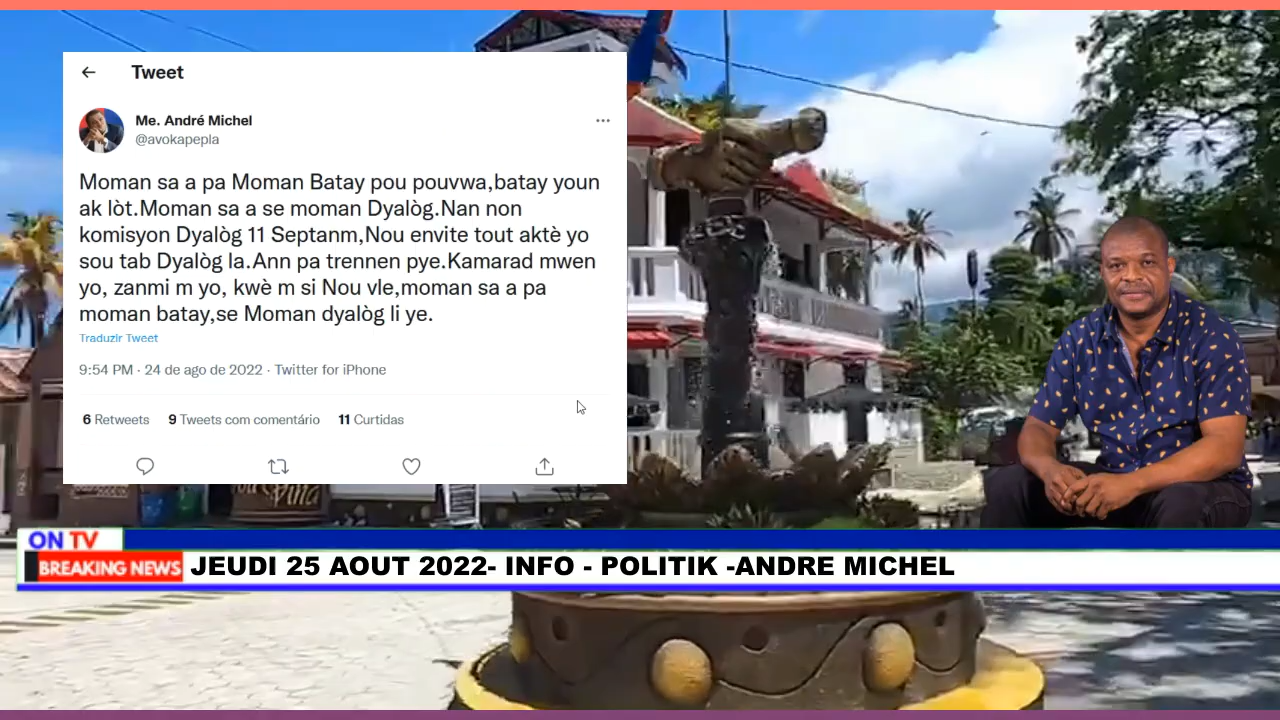 Tweet
Me. André Michel
@avokapepla
Moman sa a pa Moman Batay pou pouvwa,batay youn
ak lòt.Moman sa a se moman Dyalòg.Nan non
komisyon Dyalòg 11 Septanm,Nou envite tout aktè yo
sou tab Dyalòg la.Ann pa trennen pye.Kamarad mwen
yo, zanmi m yo, kwè m si Nou vle,moman sa a pa
moman batay,se Moman dyalòg li ye.
Traduzir Tweet
9:54 PM · 24 de ago de 2022 · Twitter for iPhone
6 Retweets 9 Tweets com comentário 11 Curtidas
ON TV
BREAKING NEWS
JEUDI 25 AOUT 2022- INFO - POLITIK -ANDRE MICHEL